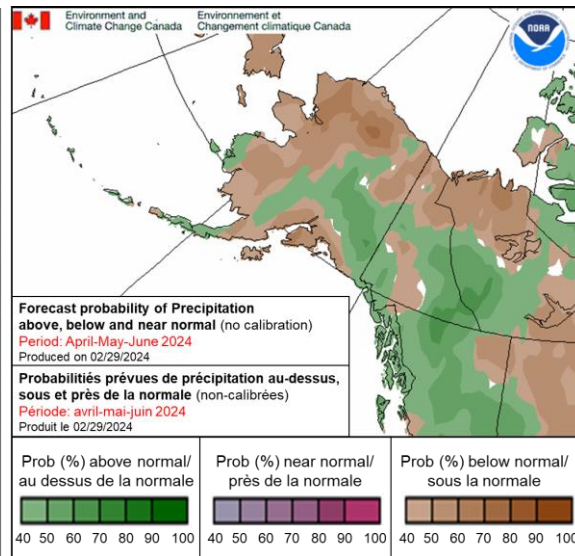 Environment and
Climate Change Canada
Environnement et
Changement climatique Canada
NOAA
Forecast probability of Precipitation
above, below and near normal (no calibration)
Period: April-May-June 2024
Produced on 02/29/2024
Probabilitiés prévues de précipitation au-dessus,
sous et près de la normale (non-calibrées)
Période: avril-mai-juin 2024
Produit le 02/29/2024
Prob (%) above normal/
au dessus de la normale
40 50 60 70 80 90 100
Prob (%) near normal/
près de la normale
40 50 60 70 80 90 100
Prob (%) below normal/
sous la normale
40 50 60 70 80 90 100